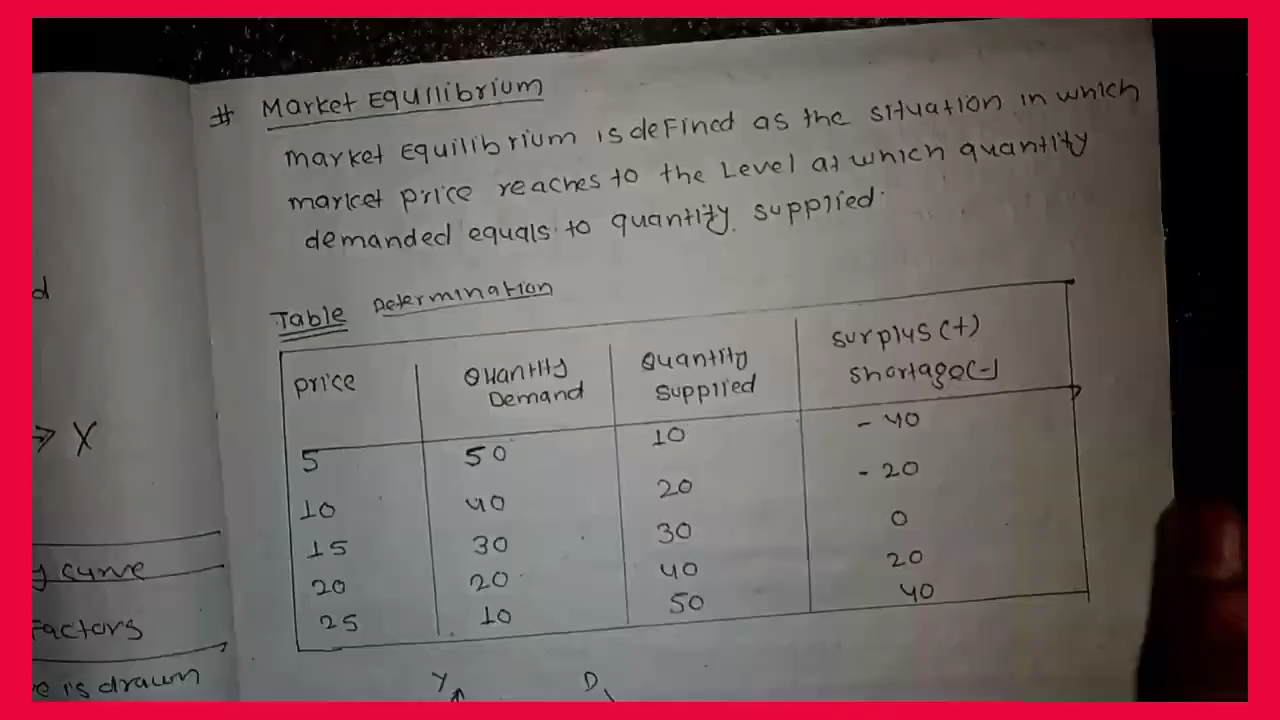 # Market Equilibrium
market Equilibrium is defined as the situation in which
market price reaches to the Level at which quantity
demanded equals to quantity supplied.
d
Table Determination
price Quantity Demand Quantity Supplied surplus (+) shortage (-)
→ X
5 50 10 - 40
10 40 20 - 20
15 30 30 0
20 20 40 20
25 10 50 40
y curve
Factors
e is drawn
Y D